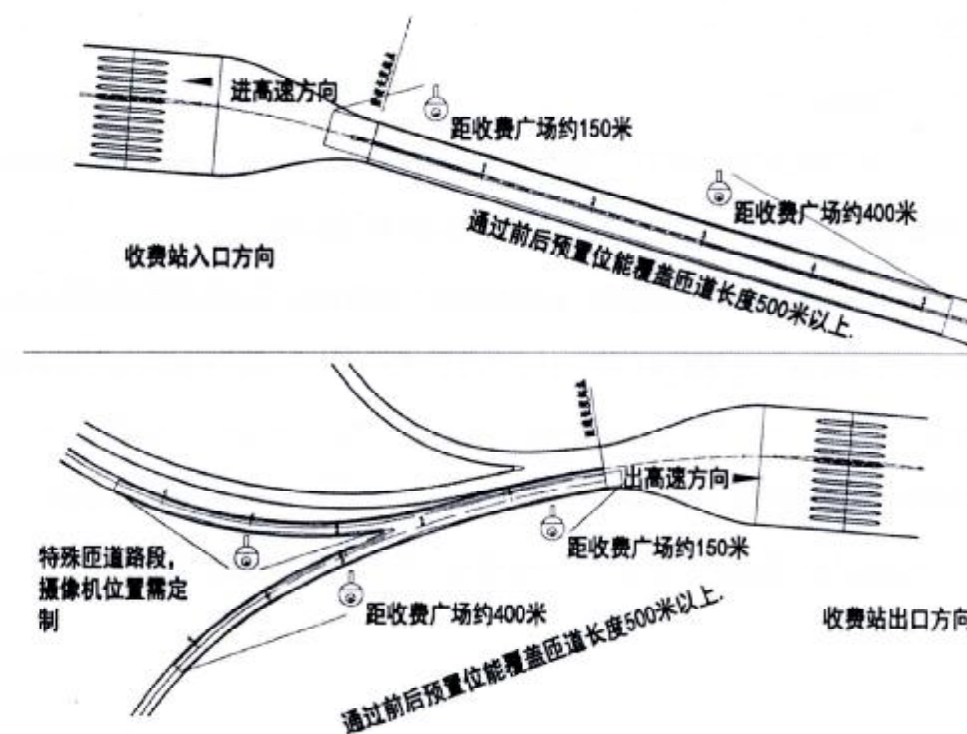 进高速方向
距收费广场约150米
距收费广场约400米
通过前后预置位能覆盖匝道长度500米以上.
收费站入口方向
出高速方向
距收费广场约150米
特殊匝道路段,
摄像机位置需定
制
距收费广场约400米
收费站出口方向
通过前后预置位能覆盖匝道长度500米以上.